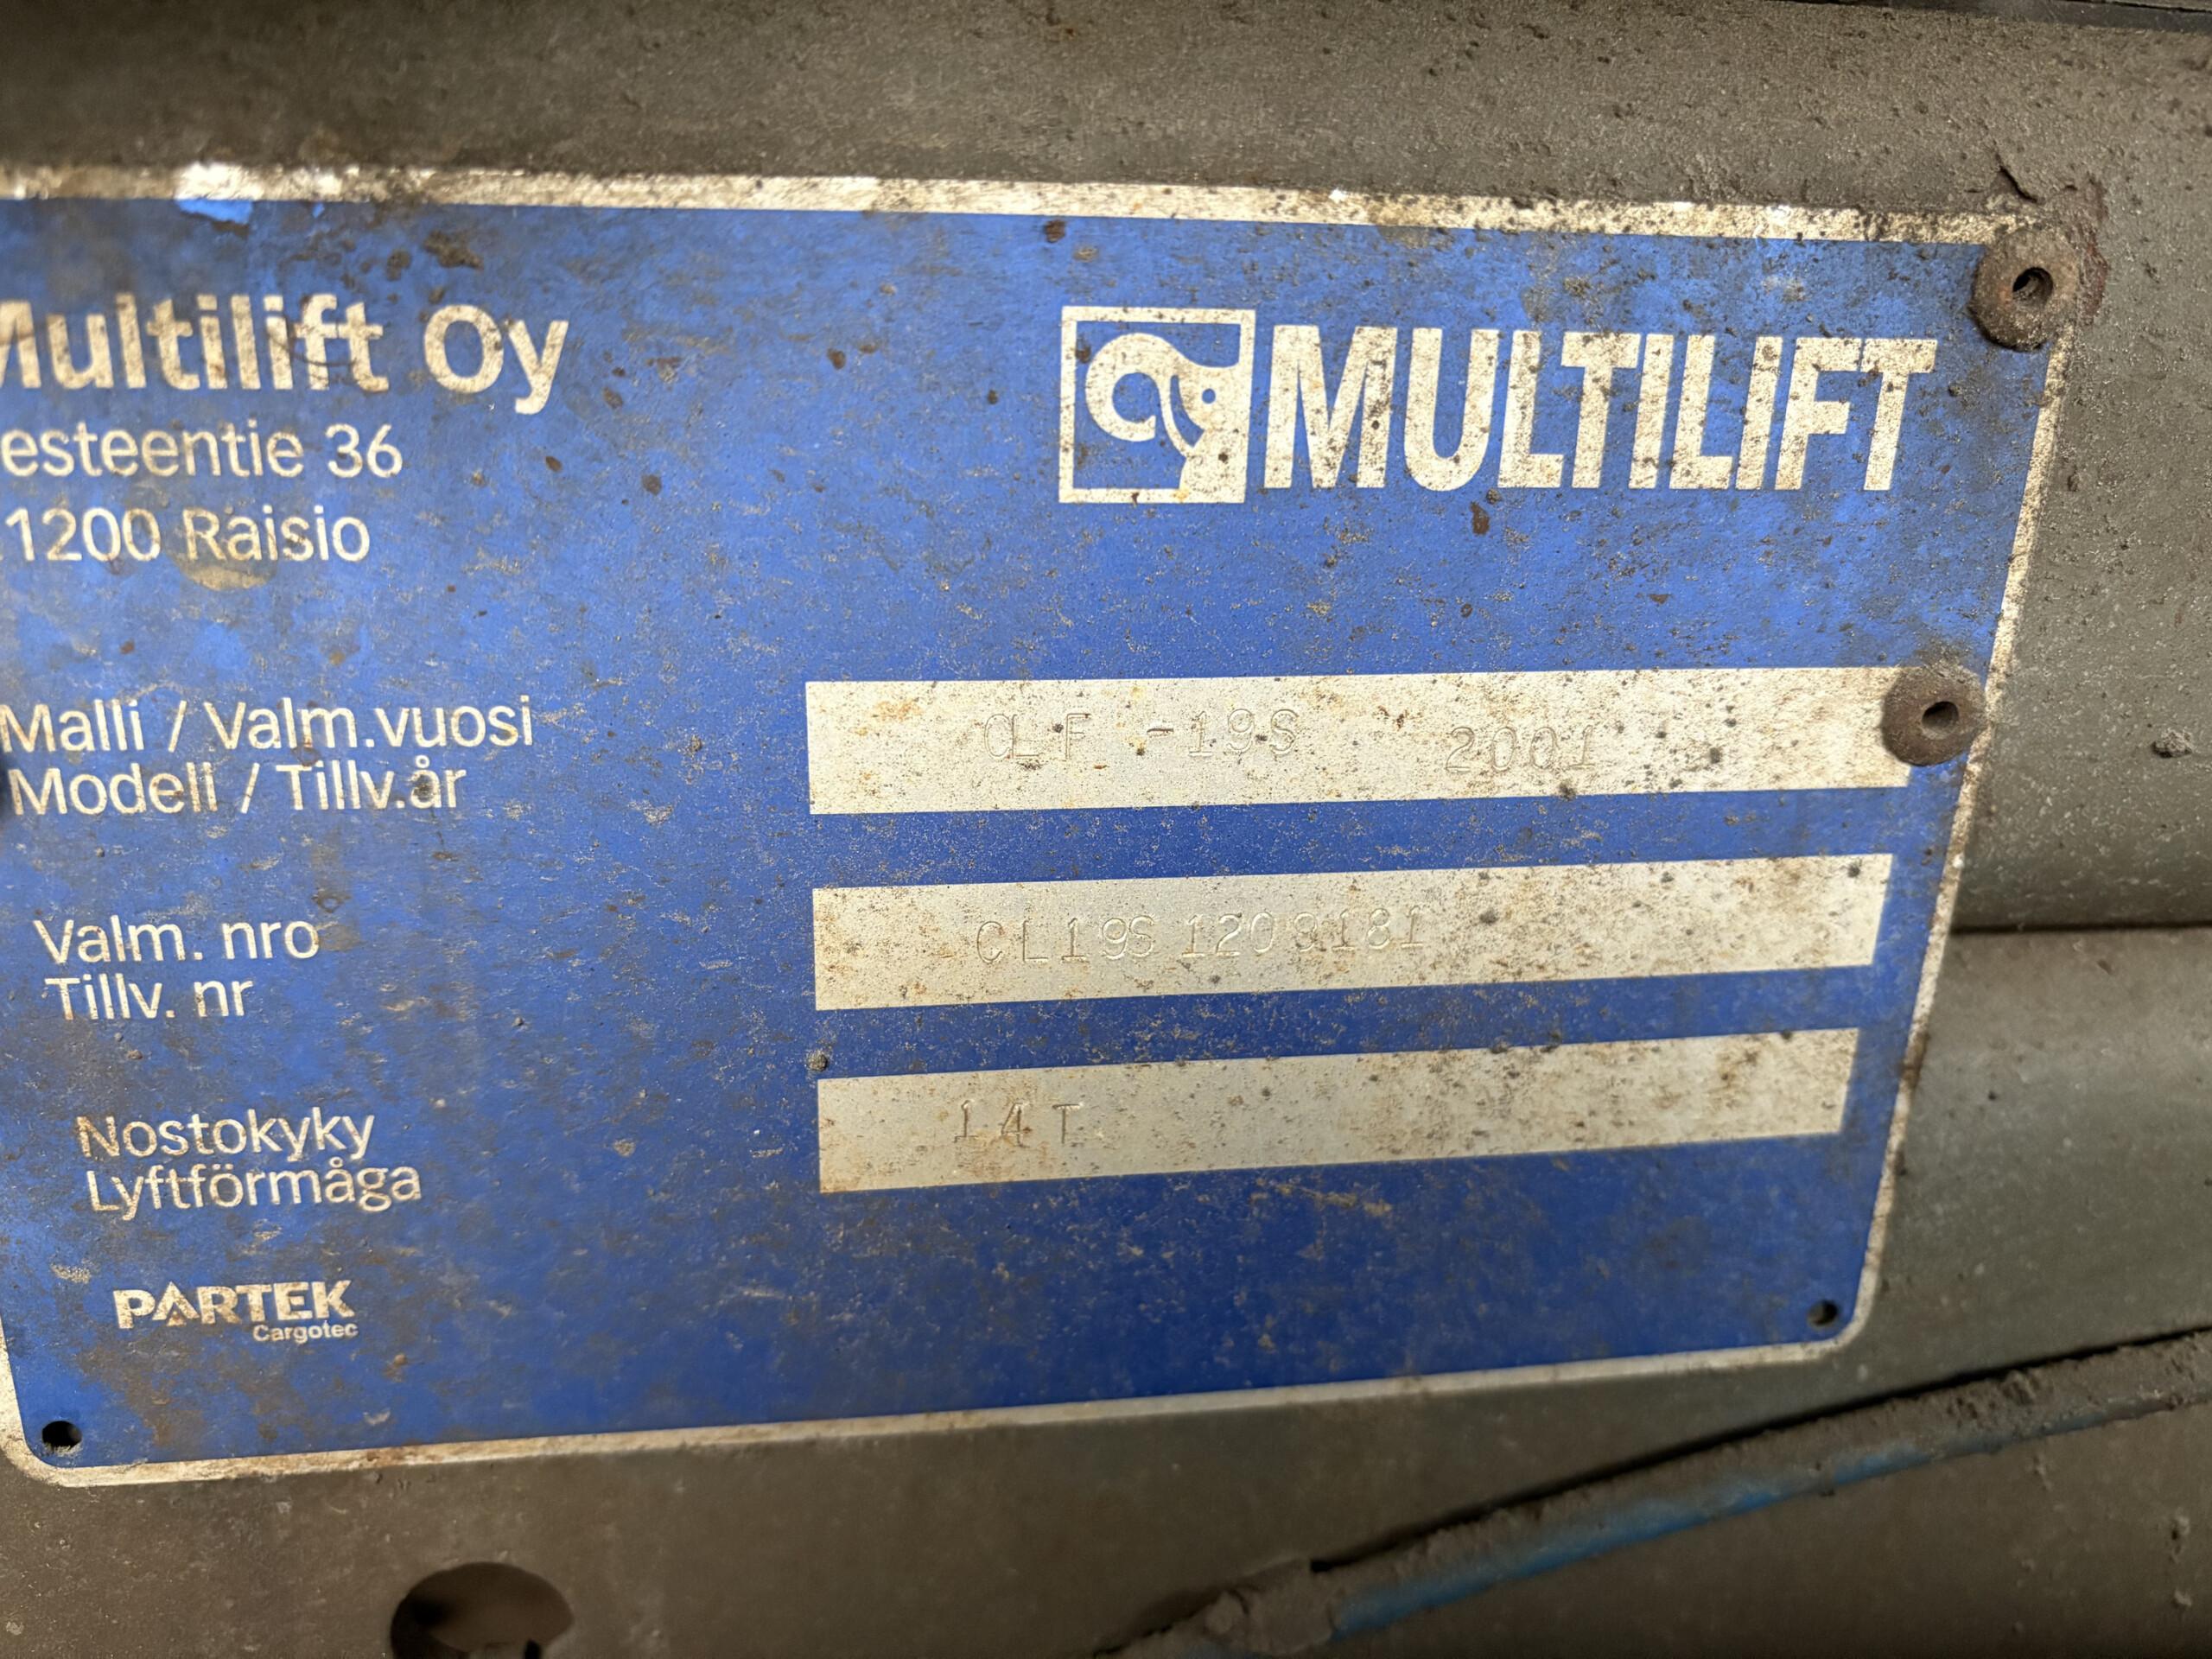 Multilift Oy
MULTILIFT
esteentie 36
1200 Raisio
Malli / Valm.vuosi
Modell / Tillv.år
CLF -19S 2001
Valm. nro
Tillv. nr
CL19S 1209181
Nostokyky
Lyftförmåga
14T
PARTEK
Cargotec